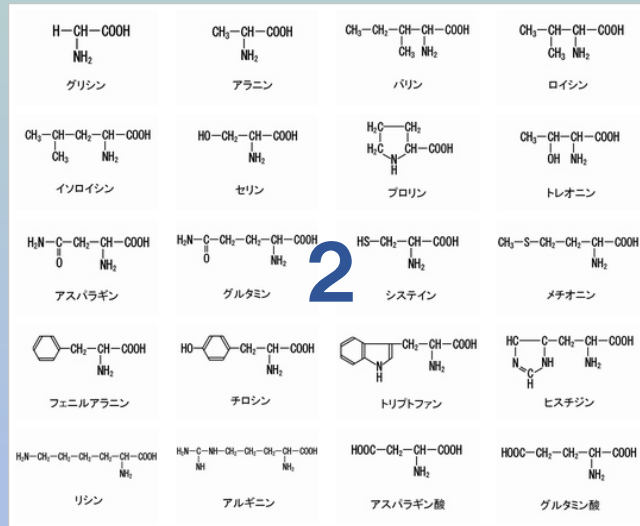 H-CH-COOH
NH₂
グリシン
CH₃-CH-COOH
NH₂
アラニン
CH₃-CH₂-CH-CH-COOH
CH₃ NH₂
バリン
CH₃-CH-CH-COOH
CH₃ NH₂
ロイシン
CH₃-CH-CH₂-CH-COOH
CH₃ NH₂
イソロイシン
HO-CH₂-CH-COOH
NH₂
セリン
H₂C-CH₂
H₂C CH-COOH
N
H
プロリン
CH₃-CH-CH-COOH
OH NH₂
トレオニン
H₂N-C-CH₂-CH-COOH
O NH₂
アスパラギン
H₂N-C-CH₂-CH₂-CH-COOH
O NH₂
グルタミン
2
HS-CH₂-CH-COOH
NH₂
システイン
CH₃-S-CH₂-CH₂-CH-COOH
NH₂
メチオニン
CH₂-CH-COOH
NH₂
フェニルアラニン
HO CH₂-CH-COOH
NH₂
チロシン
CH₂-CH-COOH
N NH₂
H
トリプトファン
HC C-CH₂-CH-COOH
N NH NH₂
C
H
ヒスチジン
H₂N-CH₂-CH₂-CH₂-CH₂-CH-COOH
NH₂
リシン
H₂N-C-NH-CH₂-CH₂-CH₂-CH-COOH
NH NH₂
アルギニン
HOOC-CH₂-CH-COOH
NH₂
アスパラギン酸
HOOC-CH₂-CH₂-CH-COOH
NH₂
グルタミン酸